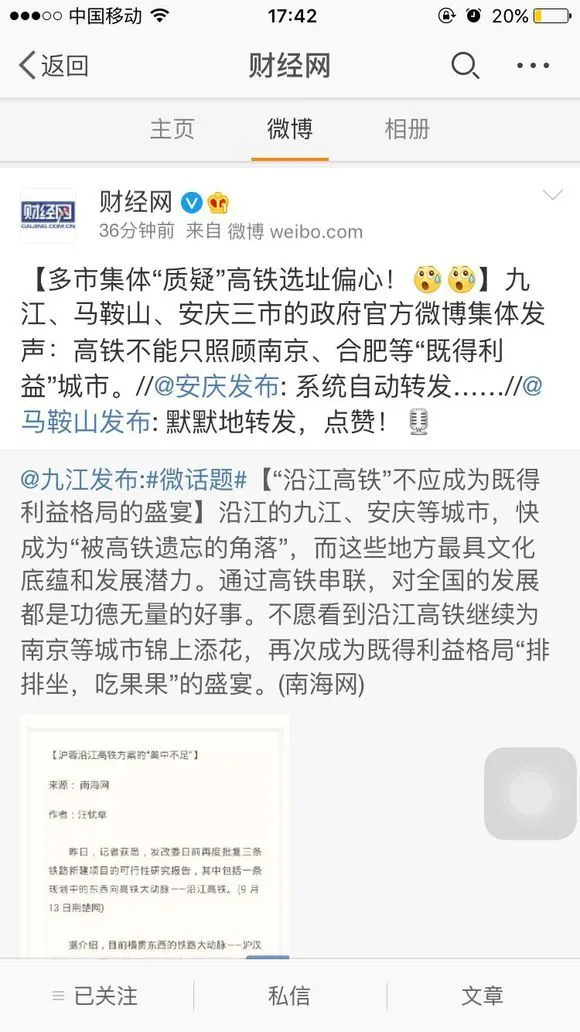 中国移动 17:42 20%
返回 财经网
主页 微博 相册
财经网 CAIJING.COM.CN
财经网
36分钟前 来自 微博 weibo.com
【多市集体“质疑”高铁选址偏心！】九
江、马鞍山、安庆三市的政府官方微博集体发
声：高铁不能只照顾南京、合肥等“既得利
益”城市。//@安庆发布: 系统自动转发……//@
马鞍山发布: 默默地转发，点赞！
@九江发布:#微话题#【“沿江高铁”不应成为既得
利益格局的盛宴】沿江的九江、安庆等城市，快
成为“被高铁遗忘的角落”，而这些地方最具文化
底蕴和发展潜力。通过高铁串联，对全国的发展
都是功德无量的好事。不愿看到沿江高铁继续为
南京等城市锦上添花，再次成为既得利益格局“排
排坐，吃果果”的盛宴。(南海网)
【沪蓉沿江高铁方案的“美中不足”】
来源：南海网
作者：汪忧草
昨日，记者获悉，发改委日前再度批复三条
铁路新建项目的可行性研究报告，其中包括一条
规划中的东西向高铁大动脉——沿江高铁。(9 月
13 日荆楚网)
据介绍，目前横贯东西的铁路大动脉——沪汉
已关注 私信 文章